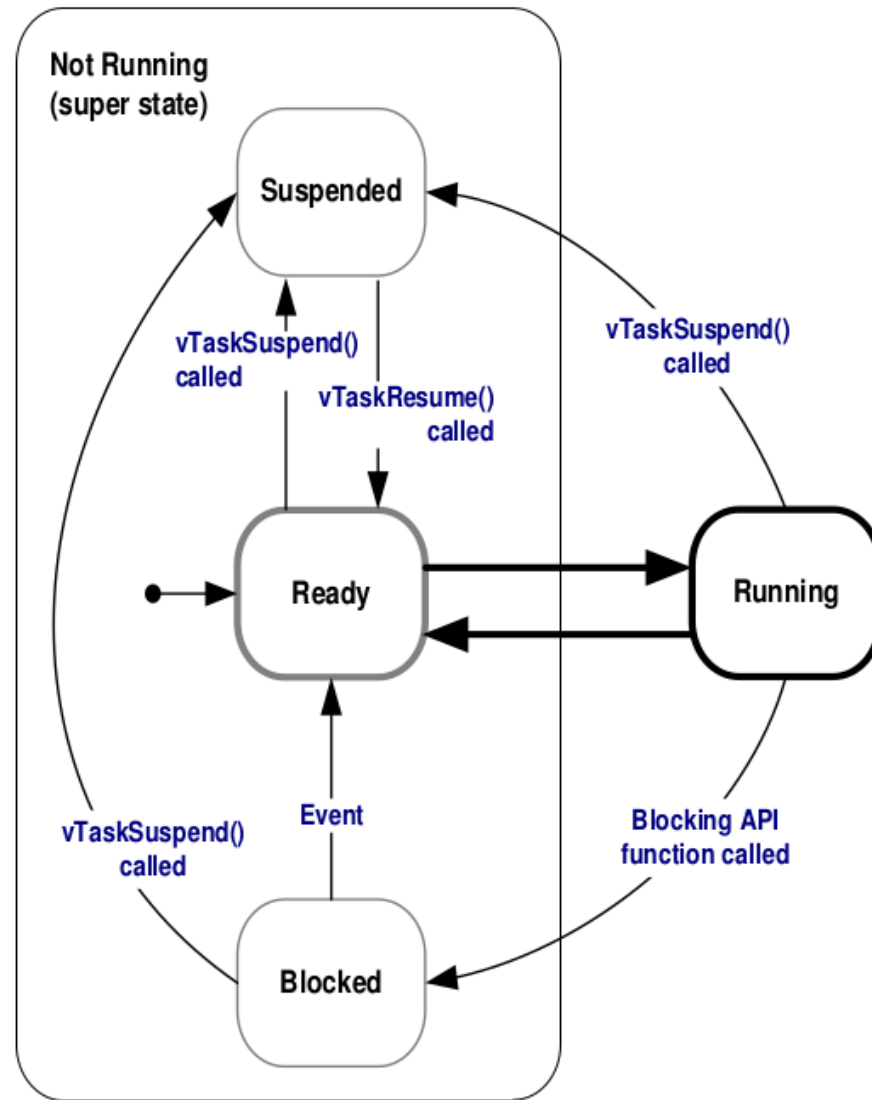 Not Running
(super state)
Suspended
vTaskSuspend()
called
vTaskResume()
called
vTaskSuspend()
called
Ready
Running
Event
vTaskSuspend()
called
Blocking API
function called
Blocked